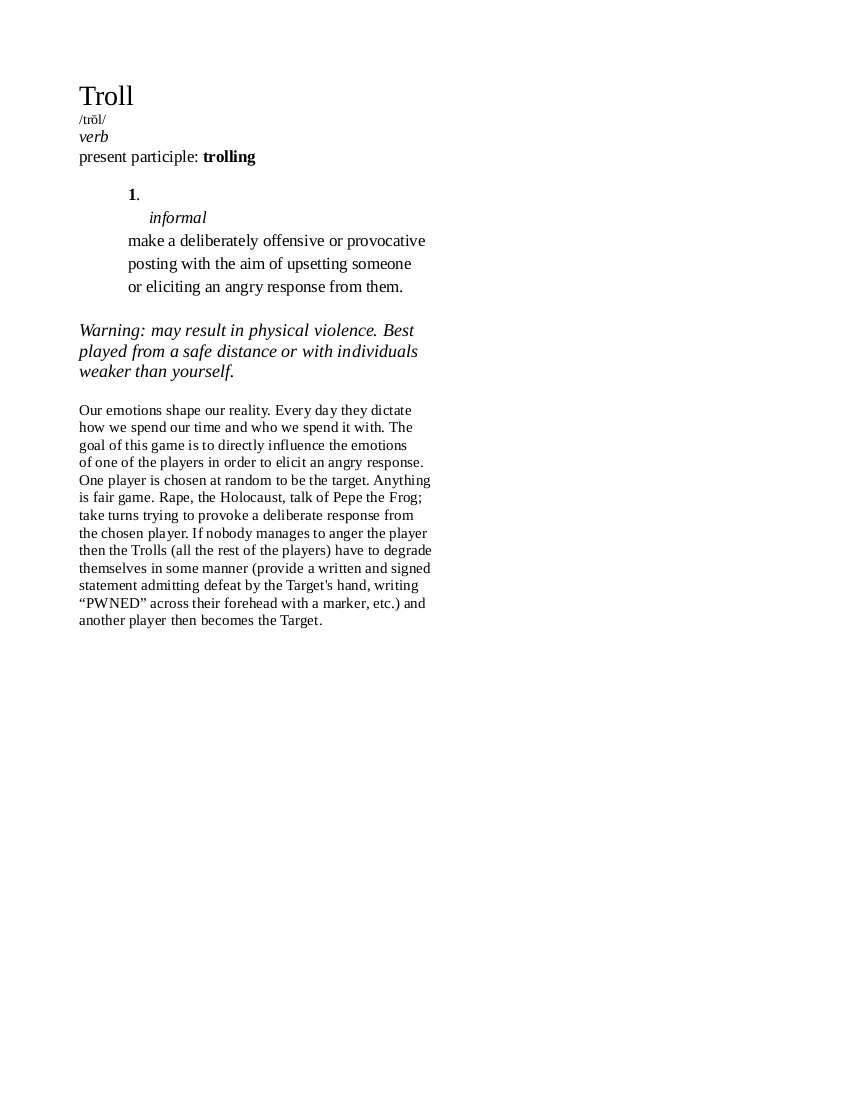 Troll
/trōl/
verb
present participle: trolling
1.
informal
make a deliberately offensive or provocative
posting with the aim of upsetting someone
or eliciting an angry response from them.
Warning: may result in physical violence. Best
played from a safe distance or with individuals
weaker than yourself.
Our emotions shape our reality. Every day they dictate
how we spend our time and who we spend it with. The
goal of this game is to directly influence the emotions
of one of the players in order to elicit an angry response.
One player is chosen at random to be the target. Anything
is fair game. Rape, the Holocaust, talk of Pepe the Frog;
take turns trying to provoke a deliberate response from
the chosen player. If nobody manages to anger the player
then the Trolls (all the rest of the players) have to degrade
themselves in some manner (provide a written and signed
statement admitting defeat by the Target's hand, writing
“PWNED” across their forehead with a marker, etc.) and
another player then becomes the Target.